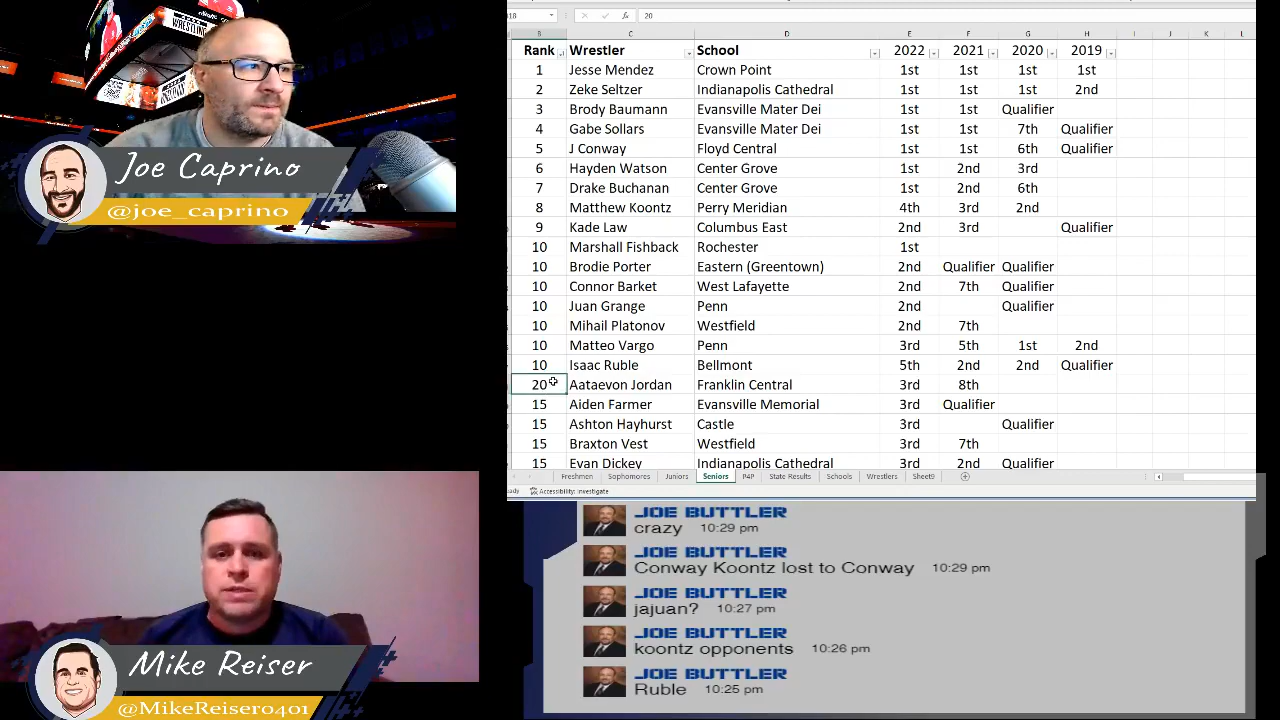 WRESTLING
Joe Caprino
@joe_caprino
Mike Reiser
@MikeReiser0401
20
B C D E F G H I J K L
Rank Wrestler School 2022 2021 2020 2019
1 Jesse Mendez Crown Point 1st 1st 1st 1st
2 Zeke Seltzer Indianapolis Cathedral 1st 1st 1st 2nd
3 Brody Baumann Evansville Mater Dei 1st 1st Qualifier
4 Gabe Sollars Evansville Mater Dei 1st 1st 7th Qualifier
5 J Conway Floyd Central 1st 1st 6th Qualifier
6 Hayden Watson Center Grove 1st 2nd 3rd
7 Drake Buchanan Center Grove 1st 2nd 6th
8 Matthew Koontz Perry Meridian 4th 3rd 2nd
9 Kade Law Columbus East 2nd 3rd Qualifier
10 Marshall Fishback Rochester 1st
10 Brodie Porter Eastern (Greentown) 2nd Qualifier Qualifier
10 Connor Barket West Lafayette 2nd 7th Qualifier
10 Juan Grange Penn 2nd Qualifier
10 Mihail Platonov Westfield 2nd 7th
10 Matteo Vargo Penn 3rd 5th 1st 2nd
10 Isaac Ruble Bellmont 5th 2nd 2nd Qualifier
20 Aataevon Jordan Franklin Central 3rd 8th
15 Aiden Farmer Evansville Memorial 3rd Qualifier
15 Ashton Hayhurst Castle 3rd Qualifier
15 Braxton Vest Westfield 3rd 7th
15 Evan Dickey Indianapolis Cathedral 3rd 2nd Qualifier
Freshmen Sophomores Juniors Seniors P4P State Results Schools Wrestlers Sheet9
Accessibility: Investigate
JOE BUTTLER
crazy 10:29 pm
JOE BUTTLER
Conway Koontz lost to Conway 10:29 pm
JOE BUTTLER
jajuan? 10:27 pm
JOE BUTTLER
koontz opponents 10:26 pm
JOE BUTTLER
Ruble 10:25 pm